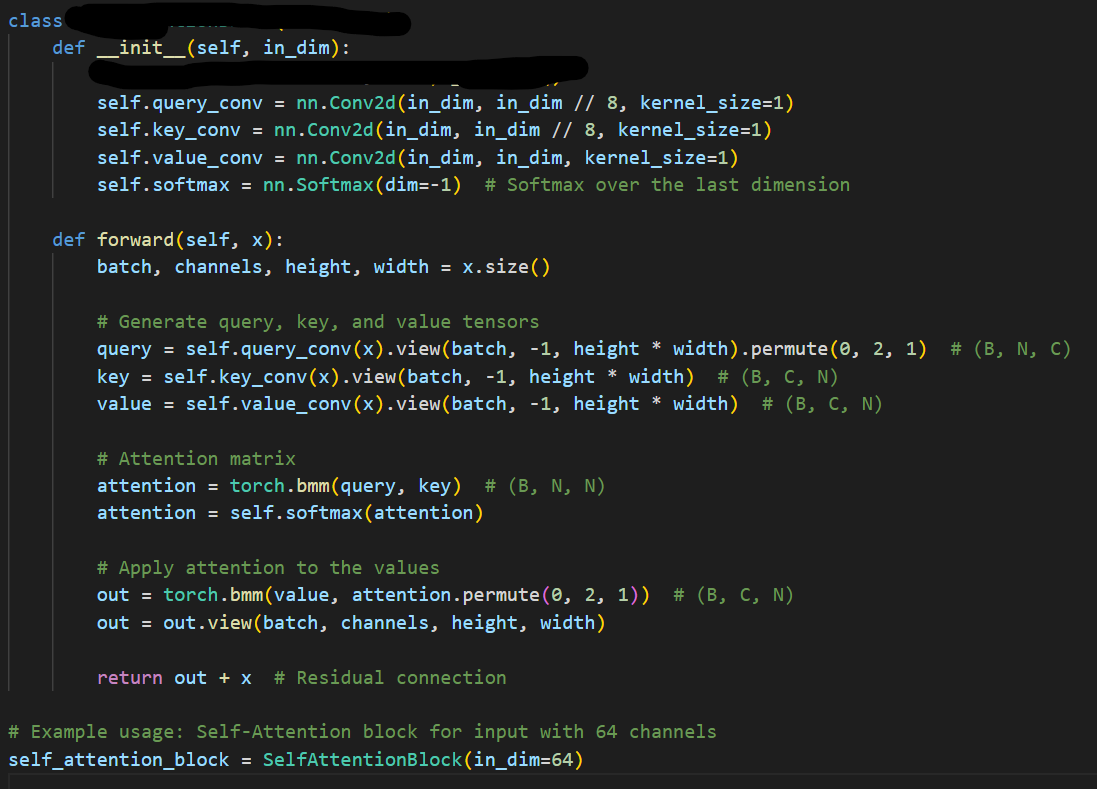 class
def __init__(self, in_dim):
self.query_conv = nn.Conv2d(in_dim, in_dim // 8, kernel_size=1)
self.key_conv = nn.Conv2d(in_dim, in_dim // 8, kernel_size=1)
self.value_conv = nn.Conv2d(in_dim, in_dim, kernel_size=1)
self.softmax = nn.Softmax(dim=-1)  # Softmax over the last dimension
def forward(self, x):
batch, channels, height, width = x.size()
# Generate query, key, and value tensors
query = self.query_conv(x).view(batch, -1, height * width).permute(0, 2, 1)  # (B, N, C)
key = self.key_conv(x).view(batch, -1, height * width)  # (B, C, N)
value = self.value_conv(x).view(batch, -1, height * width)  # (B, C, N)
# Attention matrix
attention = torch.bmm(query, key)  # (B, N, N)
attention = self.softmax(attention)
# Apply attention to the values
out = torch.bmm(value, attention.permute(0, 2, 1))  # (B, C, N)
out = out.view(batch, channels, height, width)
return out + x  # Residual connection
# Example usage: Self-Attention block for input with 64 channels
self_attention_block = SelfAttentionBlock(in_dim=64)